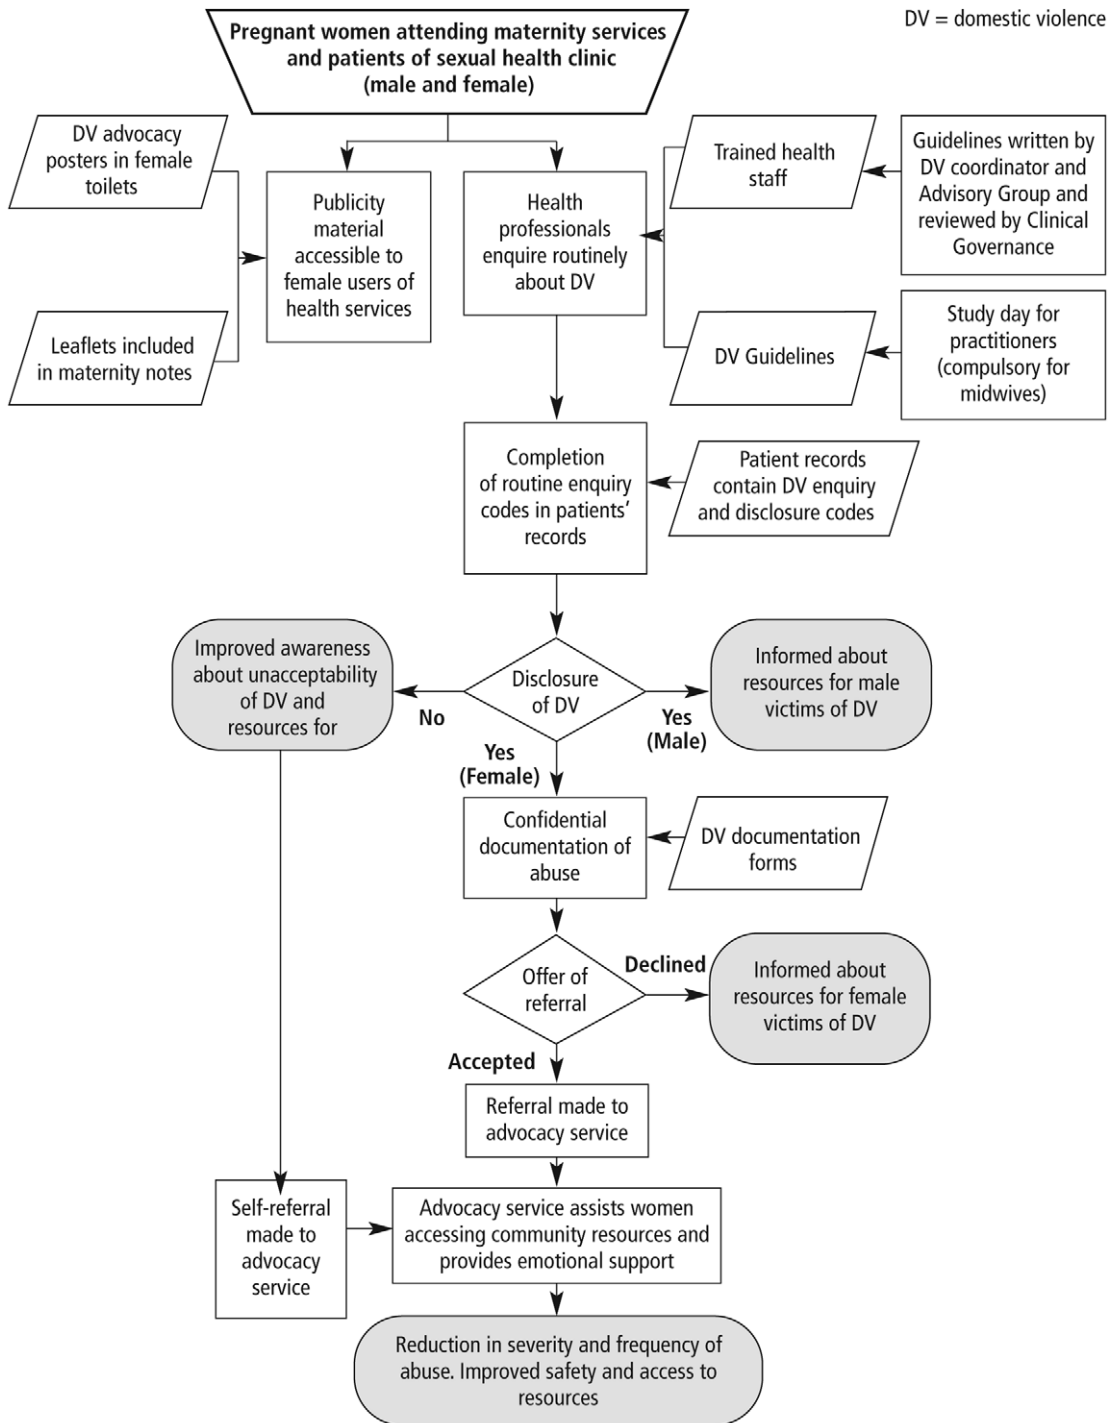 DV = domestic violence
Pregnant women attending maternity services
and patients of sexual health clinic
(male and female)
DV advocacy
posters in female
toilets
Leaflets included
in maternity notes
Publicity
material
accessible to
female users of
health services
Health
professionals
enquire routinely
about DV
Trained health
staff
Guidelines written by
DV coordinator and
Advisory Group and
reviewed by Clinical
Governance
DV Guidelines
Study day for
practitioners
(compulsory for
midwives)
Completion
of routine enquiry
codes in patients’
records
Patient records
contain DV enquiry
and disclosure codes
Improved awareness
about unacceptability
of DV and
resources for
No
Disclosure
of DV
Yes
(Male)
Informed about
resources for male
victims of DV
Yes
(Female)
Confidential
documentation of
abuse
DV documentation
forms
Offer of
referral
Declined
Informed about
resources for female
victims of DV
Accepted
Referral made to
advocacy service
Self-referral
made to
advocacy
service
Advocacy service assists women
accessing community resources and
provides emotional support
Reduction in severity and frequency of
abuse. Improved safety and access to
resources